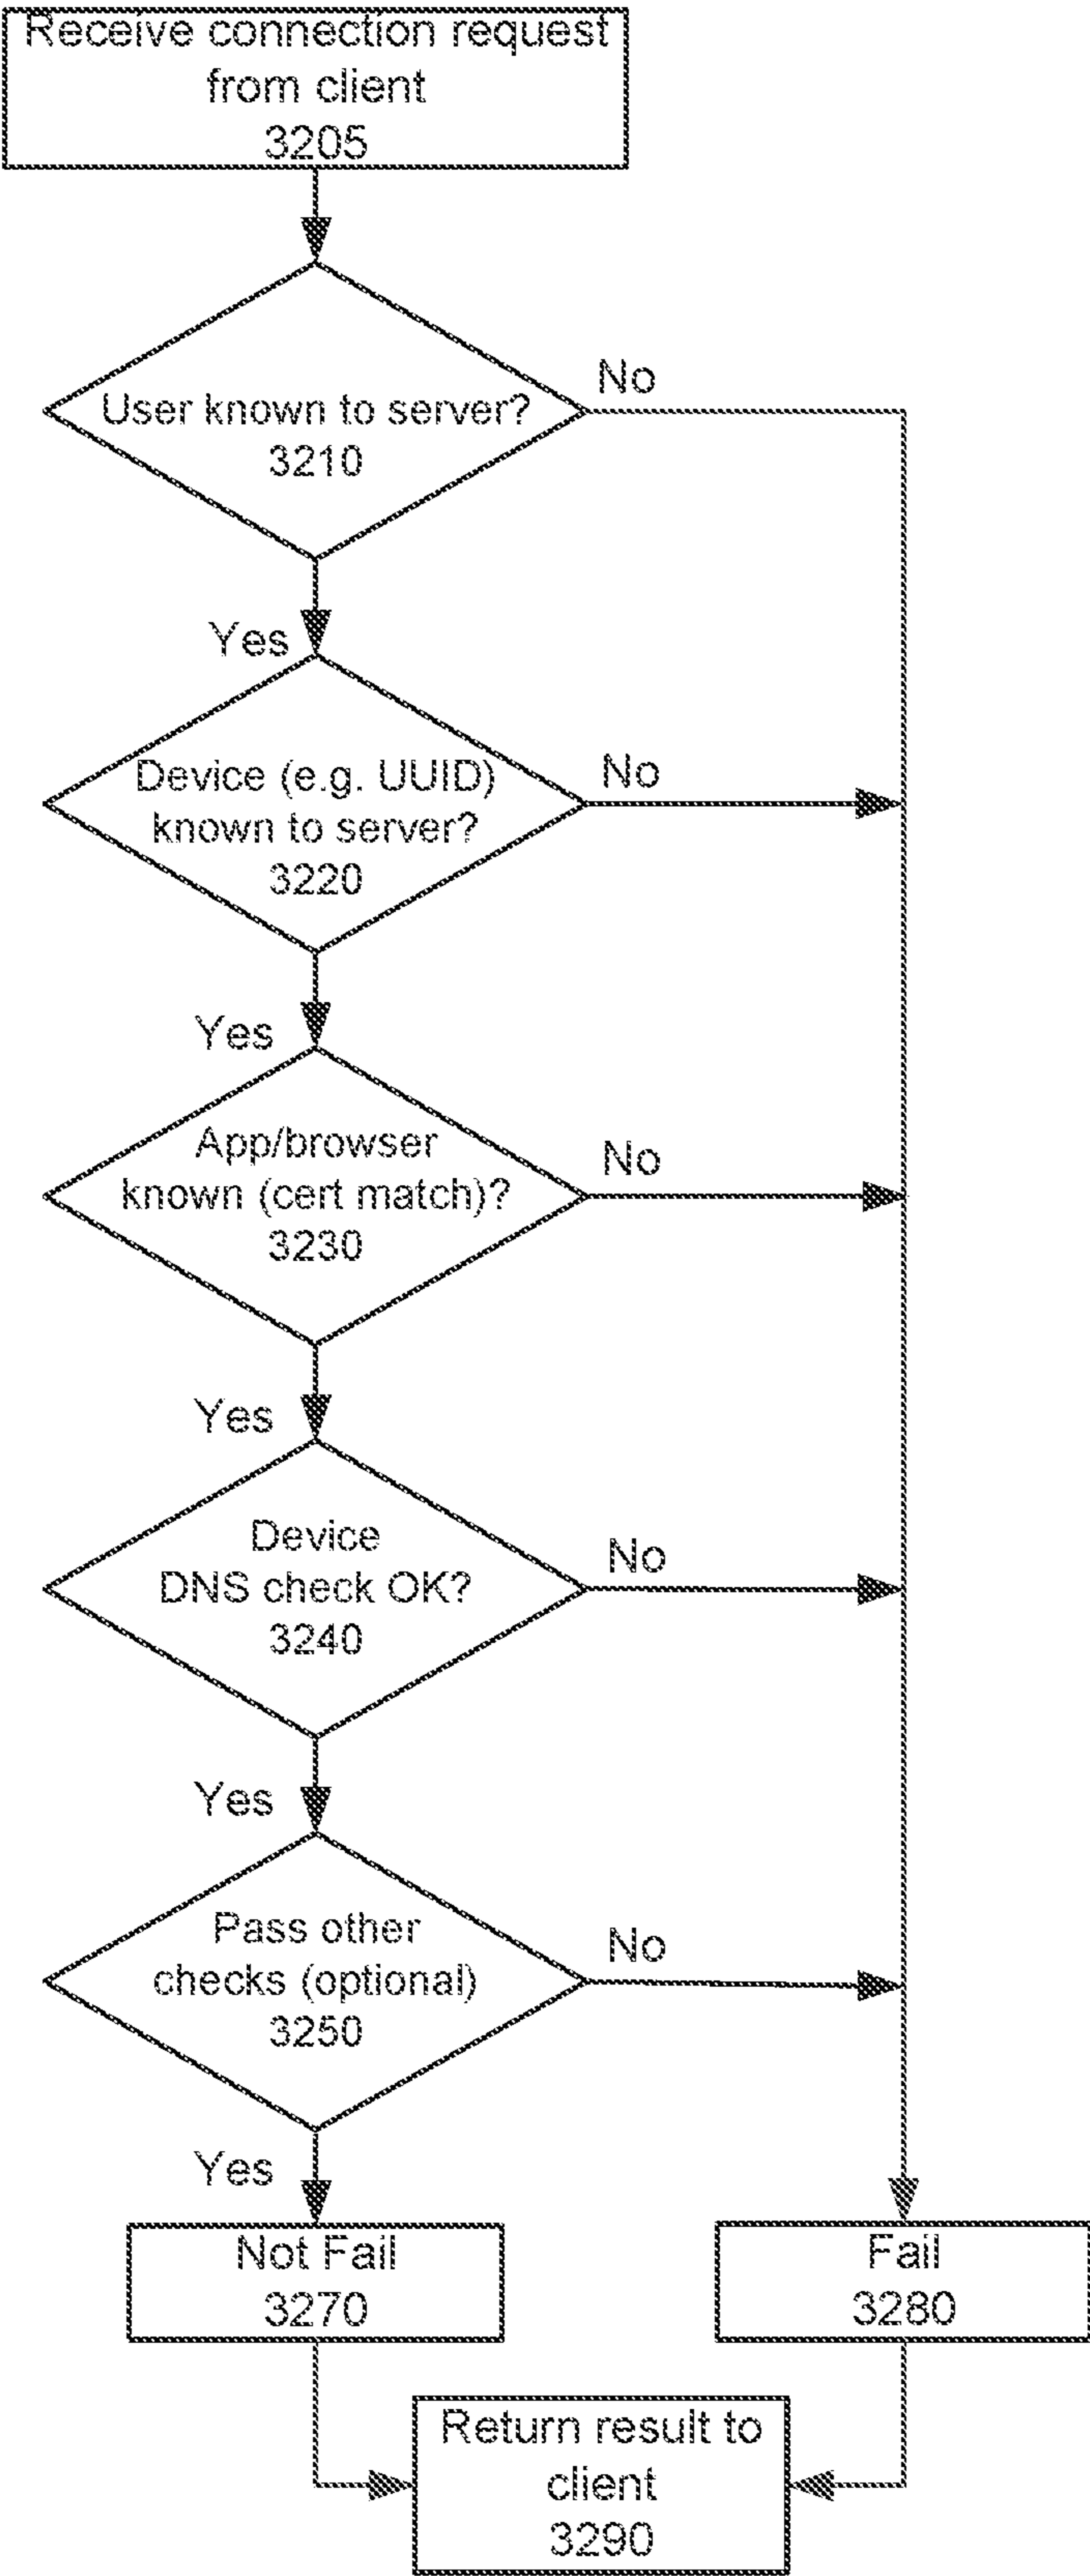 Receive connection request
from client
3205
No
User known to server?
3210
Yes
Device (e.g. UUID)
known to server?
3220
No
Yes
App/browser
known (cert match)?
3230
No
Yes
Device
DNS check OK?
3240
No
Yes
Pass other
checks (optional)
3250
No
Yes
Not Fail
3270
Fail
3280
Return result to
client
3290